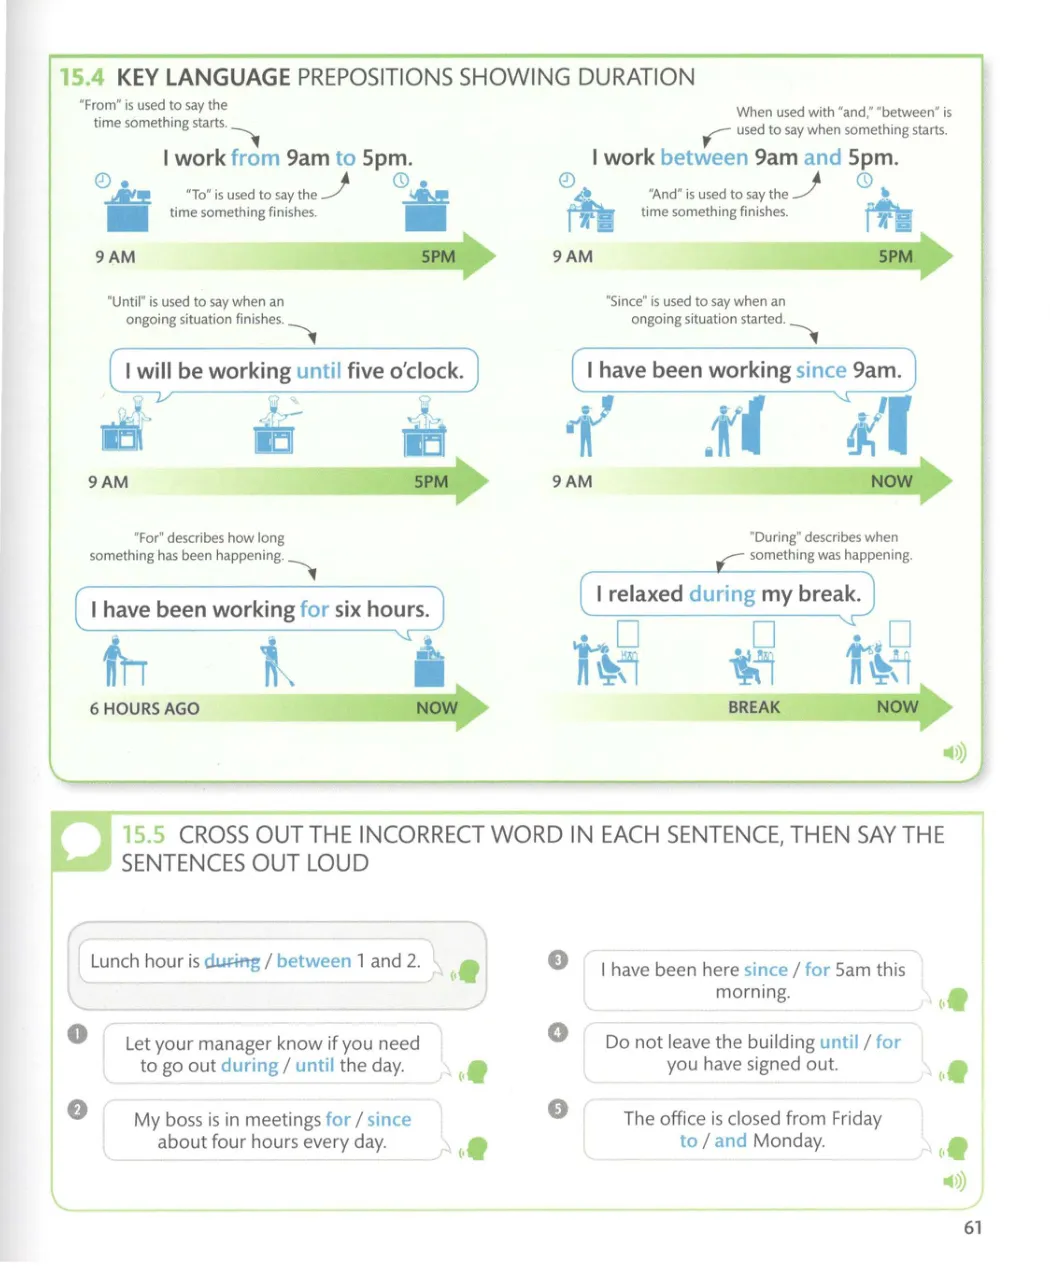 15.4 KEY LANGUAGE PREPOSITIONS SHOWING DURATION
"From" is used to say the
time something starts.
I work from 9am to 5pm.
"To" is used to say the
time something finishes.
9 AM 5PM
When used with "and," "between" is
used to say when something starts.
I work between 9am and 5pm.
"And" is used to say the
time something finishes.
9 AM 5PM
"Until" is used to say when an
ongoing situation finishes.
I will be working until five o'clock.
9 AM 5PM
"Since" is used to say when an
ongoing situation started.
I have been working since 9am.
9 AM NOW
"For" describes how long
something has been happening.
I have been working for six hours.
6 HOURS AGO NOW
"During" describes when
something was happening.
I relaxed during my break.
BREAK NOW
15.5 CROSS OUT THE INCORRECT WORD IN EACH SENTENCE, THEN SAY THE
SENTENCES OUT LOUD
Lunch hour is during / between 1 and 2.
1 Let your manager know if you need
to go out during / until the day.
2 My boss is in meetings for / since
about four hours every day.
3 I have been here since / for 5am this
morning.
4 Do not leave the building until / for
you have signed out.
5 The office is closed from Friday
to / and Monday.
61